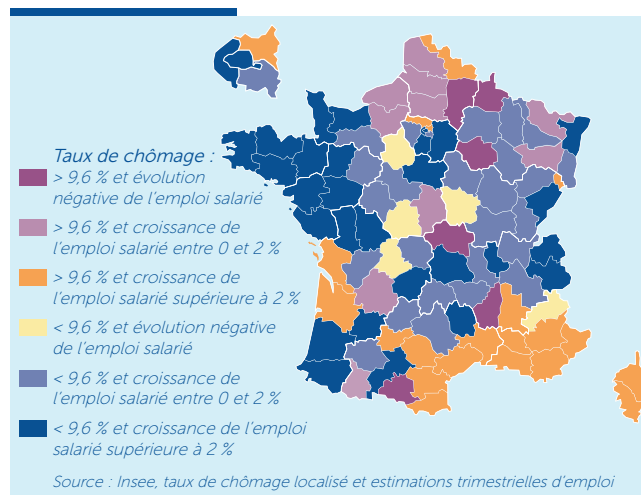 Taux de chômage :
> 9,6 % et évolution
négative de l'emploi salarié
> 9,6 % et croissance de
l'emploi salarié entre 0 et 2 %
> 9,6 % et croissance de
l'emploi salarié supérieure à 2 %
< 9,6 % et évolution négative
de l'emploi salarié
< 9,6 % et croissance de
l'emploi salarié entre 0 et 2 %
< 9,6 % et croissance de l'emploi
salarié supérieure à 2 %
Source : Insee, taux de chômage localisé et estimations trimestrielles d'emploi